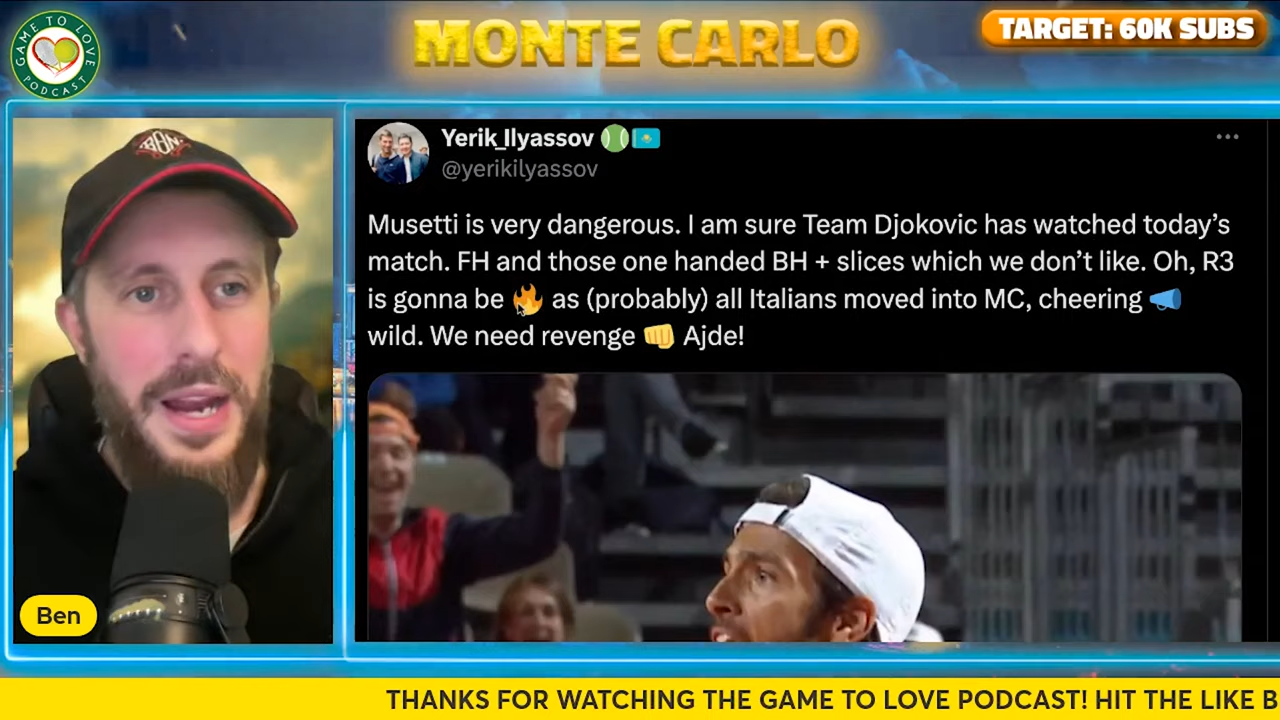 GAME TO LOVE
PODCAST
MONTE CARLO
TARGET: 60K SUBS
BON
Yerik_Ilyassov 🎾🇰🇿
@yerikilyassov
Musetti is very dangerous. I am sure Team Djokovic has watched today’s
match. FH and those one handed BH + slices which we don’t like. Oh, R3
is gonna be 🔥 as (probably) all Italians moved into MC, cheering 📣
wild. We need revenge 👊 Ajde!
Ben
THANKS FOR WATCHING THE GAME TO LOVE PODCAST! HIT THE LIKE B